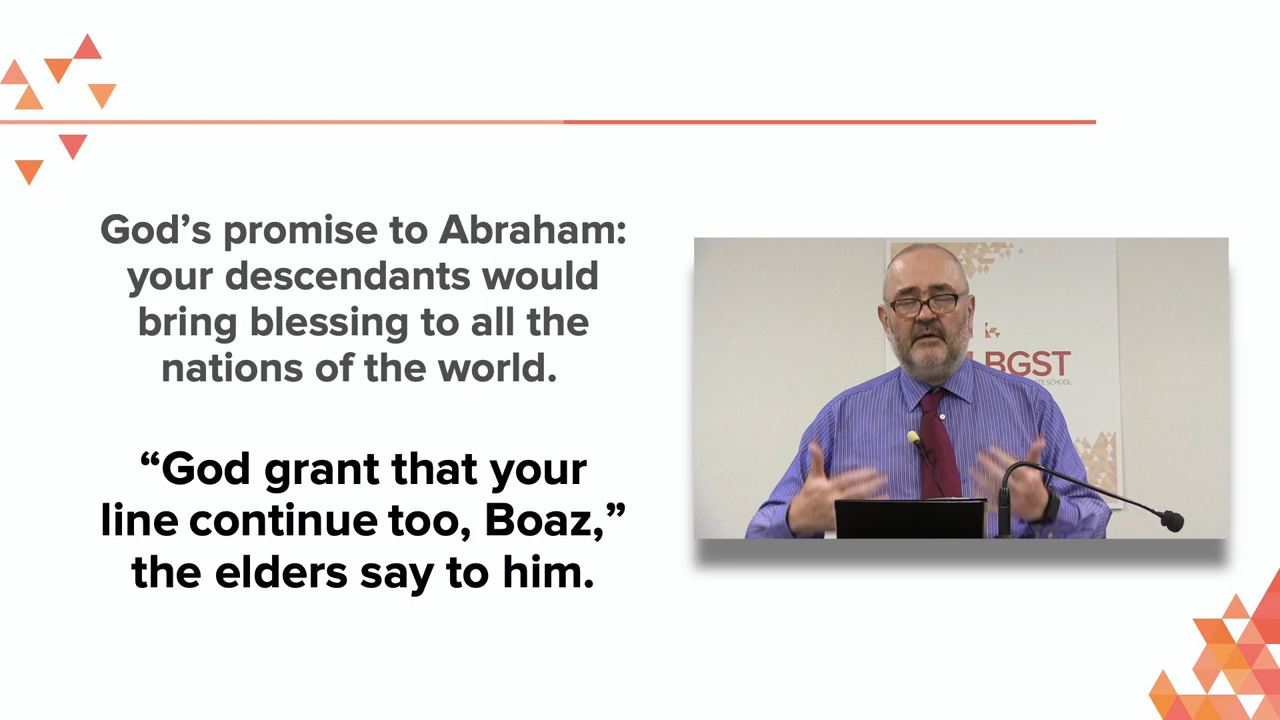 God’s promise to Abraham:
your descendants would
bring blessing to all the
nations of the world.
“God grant that your
line continue too, Boaz,”
the elders say to him.
BGST
SCHOOL